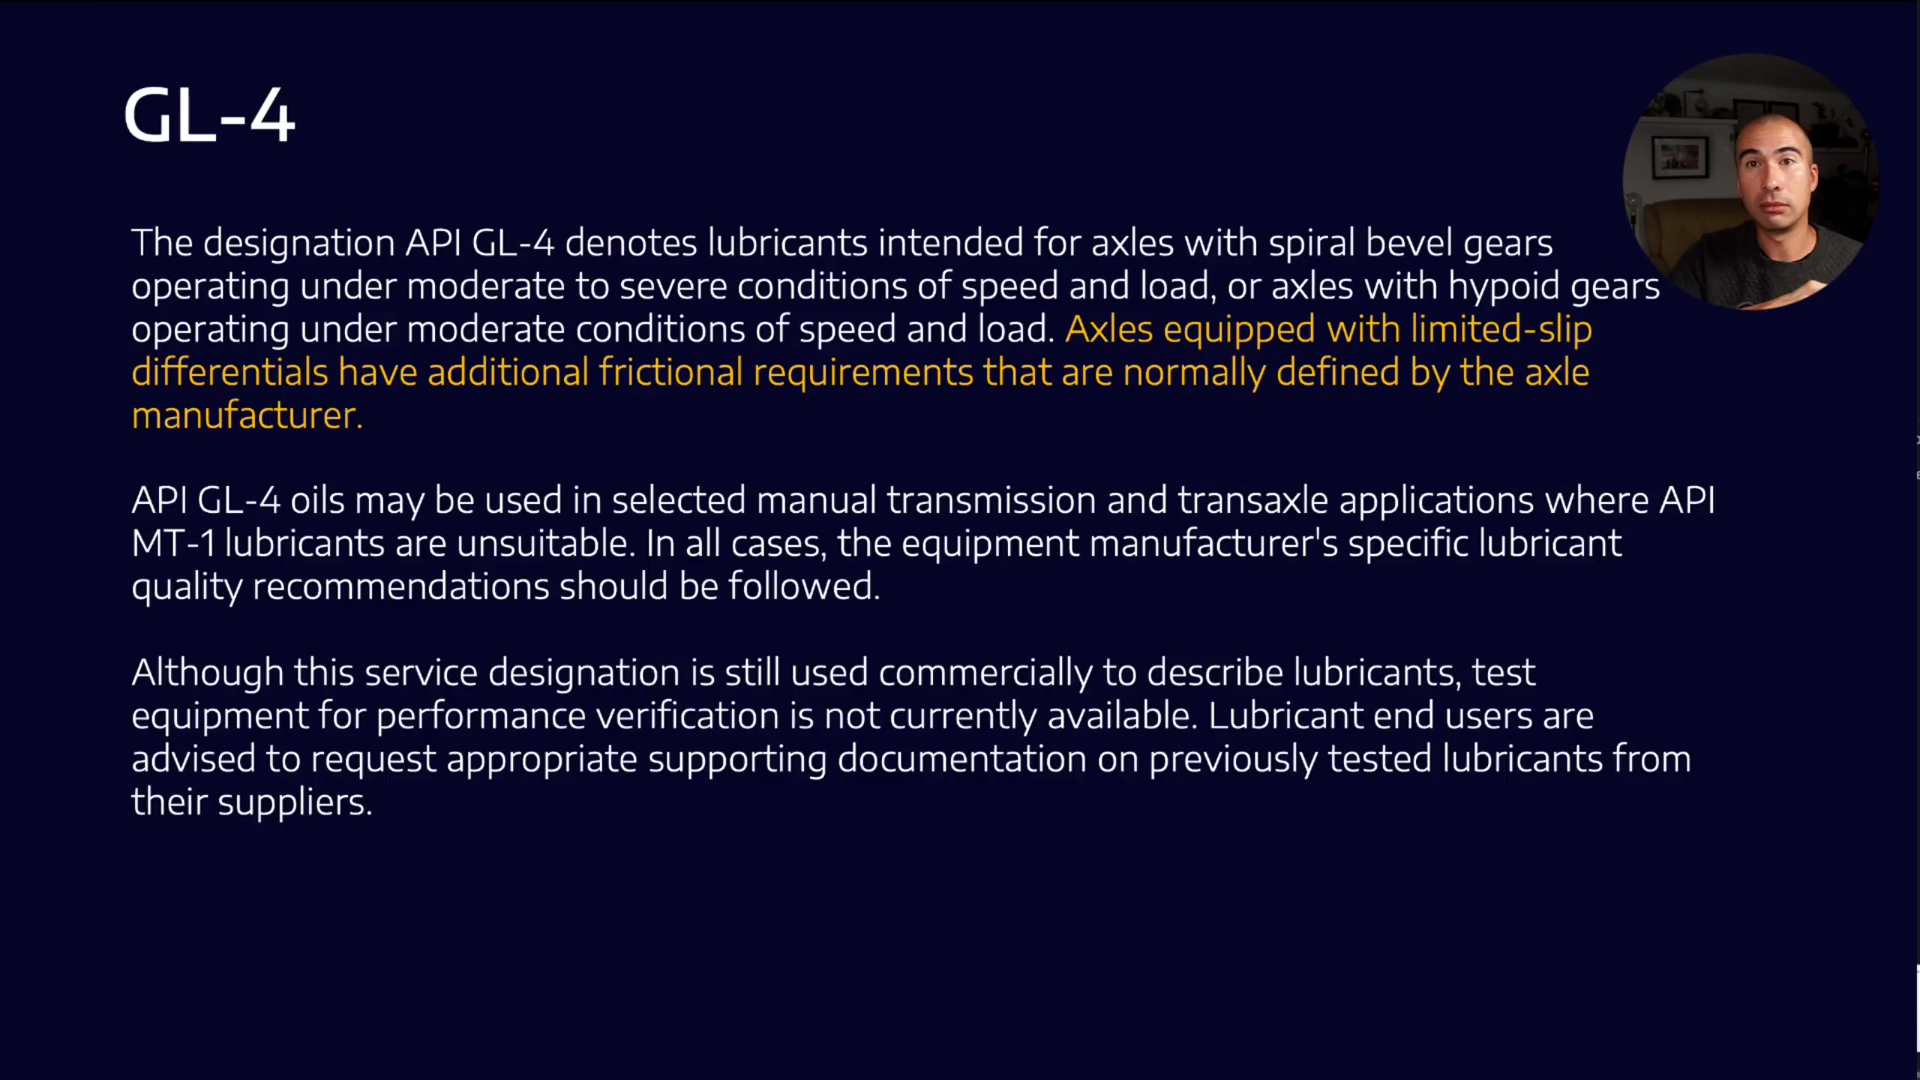 GL-4
The designation API GL-4 denotes lubricants intended for axles with spiral bevel gears
operating under moderate to severe conditions of speed and load, or axles with hypoid gears
operating under moderate conditions of speed and load. Axles equipped with limited-slip
differentials have additional frictional requirements that are normally defined by the axle
manufacturer.
API GL-4 oils may be used in selected manual transmission and transaxle applications where API
MT-1 lubricants are unsuitable. In all cases, the equipment manufacturer's specific lubricant
quality recommendations should be followed.
Although this service designation is still used commercially to describe lubricants, test
equipment for performance verification is not currently available. Lubricant end users are
advised to request appropriate supporting documentation on previously tested lubricants from
their suppliers.